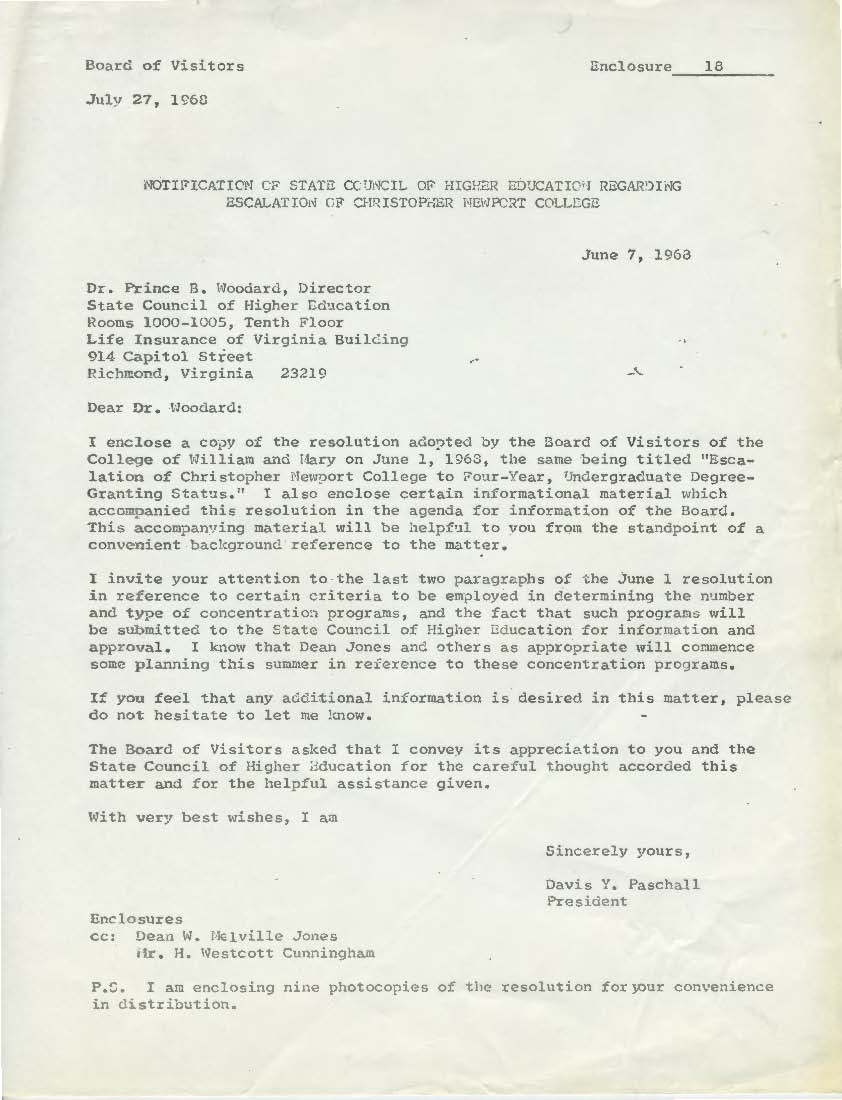 Board of Visitors Enclosure 18
July 27, 1968
NOTIFICATION OF STATE COUNCIL OF HIGHER EDUCATION REGARDING
ESCALATION OF CHRISTOPHER NEWPORT COLLEGE
June 7, 1968
Dr. Prince B. Woodard, Director
State Council of Higher Education
Rooms 1000-1005, Tenth Floor
Life Insurance of Virginia Building
914 Capitol Street
Richmond, Virginia 23219
Dear Dr. Woodard:
I enclose a copy of the resolution adopted by the Board of Visitors of the
College of William and Mary on June 1, 1968, the same being titled "Esca-
lation of Christopher Newport College to Four-Year, Undergraduate Degree-
Granting Status." I also enclose certain informational material which
accompanied this resolution in the agenda for information of the Board.
This accompanying material will be helpful to you from the standpoint of a
convenient background reference to the matter.
I invite your attention to the last two paragraphs of the June 1 resolution
in reference to certain criteria to be employed in determining the number
and type of concentration programs, and the fact that such programs will
be submitted to the State Council of Higher Education for information and
approval. I know that Dean Jones and others as appropriate will commence
some planning this summer in reference to these concentration programs.
If you feel that any additional information is desired in this matter, please
do not hesitate to let me know.
The Board of Visitors asked that I convey its appreciation to you and the
State Council of Higher Education for the careful thought accorded this
matter and for the helpful assistance given.
With very best wishes, I am
Sincerely yours,
Davis Y. Paschall
President
Enclosures
cc: Dean W. Melville Jones
Mr. H. Westcott Cunningham
P.S. I am enclosing nine photocopies of the resolution for your convenience
in distribution.